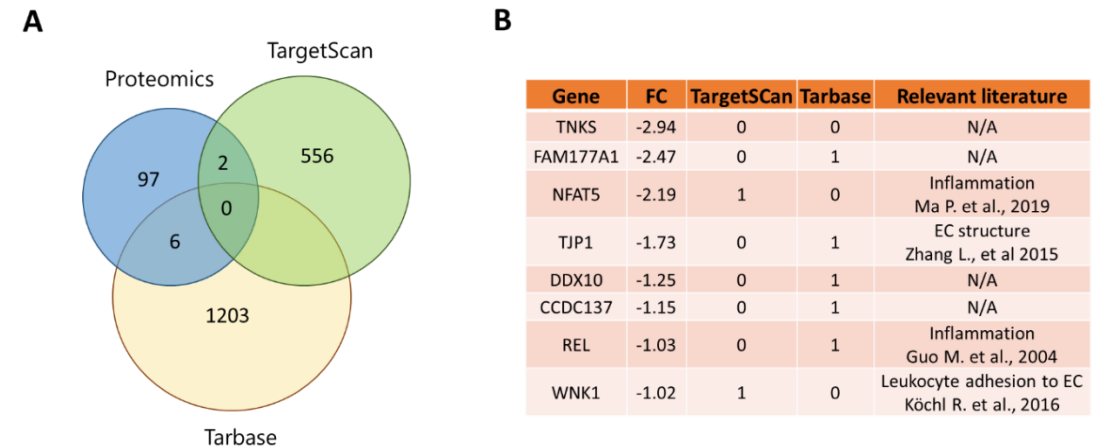 A
TargetScan
Proteomics
97
2
556
0
6
1203
Tarbase
B
Gene FC TargetSCan Tarbase Relevant literature
TNKS -2.94 0 0 N/A
FAM177A1 -2.47 0 1 N/A
NFAT5 -2.19 1 0 Inflammation
Ma P. et al., 2019
TJP1 -1.73 0 1 EC structure
Zhang L., et al 2015
DDX10 -1.25 0 1 N/A
CCDC137 -1.15 0 1 N/A
REL -1.03 0 1 Inflammation
Guo M. et al., 2004
WNK1 -1.02 1 0 Leukocyte adhesion to EC
Köchl R. et al., 2016